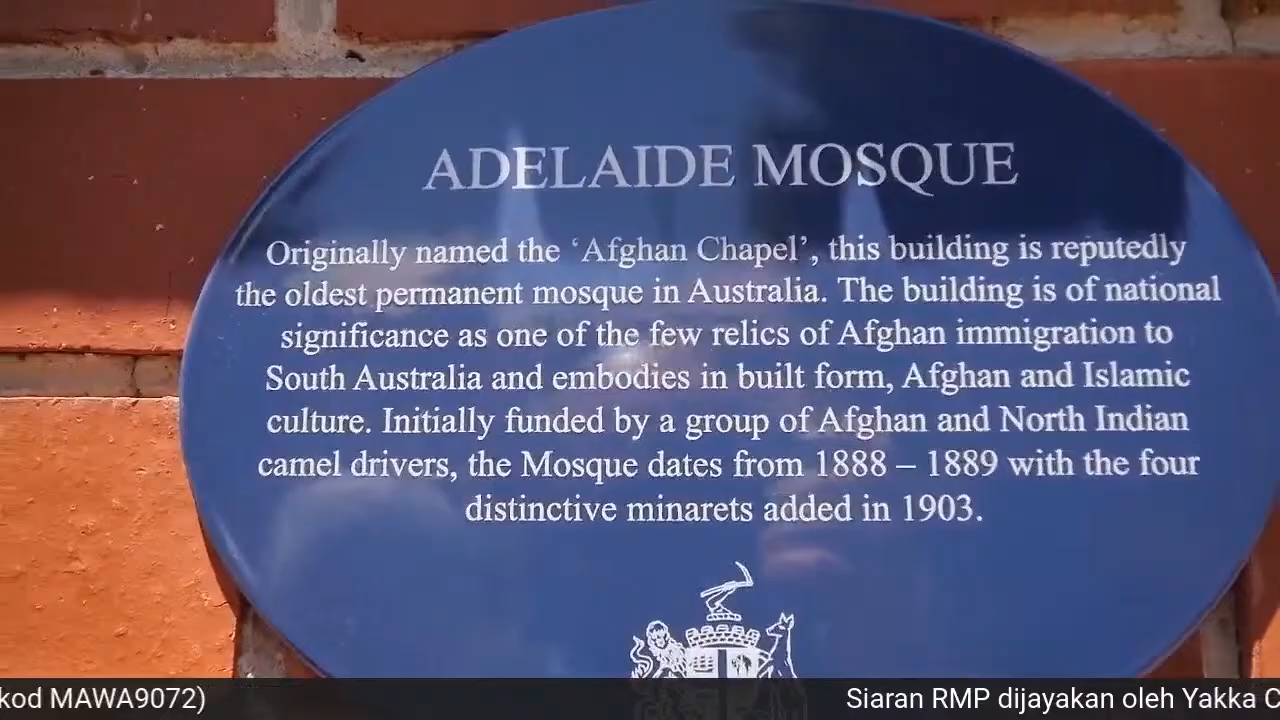 ADELAIDE MOSQUE
Originally named the ‘Afghan Chapel’, this building is reputedly
the oldest permanent mosque in Australia. The building is of national
significance as one of the few relics of Afghan immigration to
South Australia and embodies in built form, Afghan and Islamic
culture. Initially funded by a group of Afghan and North Indian
camel drivers, the Mosque dates from 1888 – 1889 with the four
distinctive minarets added in 1903.
kod MAWA9072) Siaran RMP dijayakan oleh Yakka C